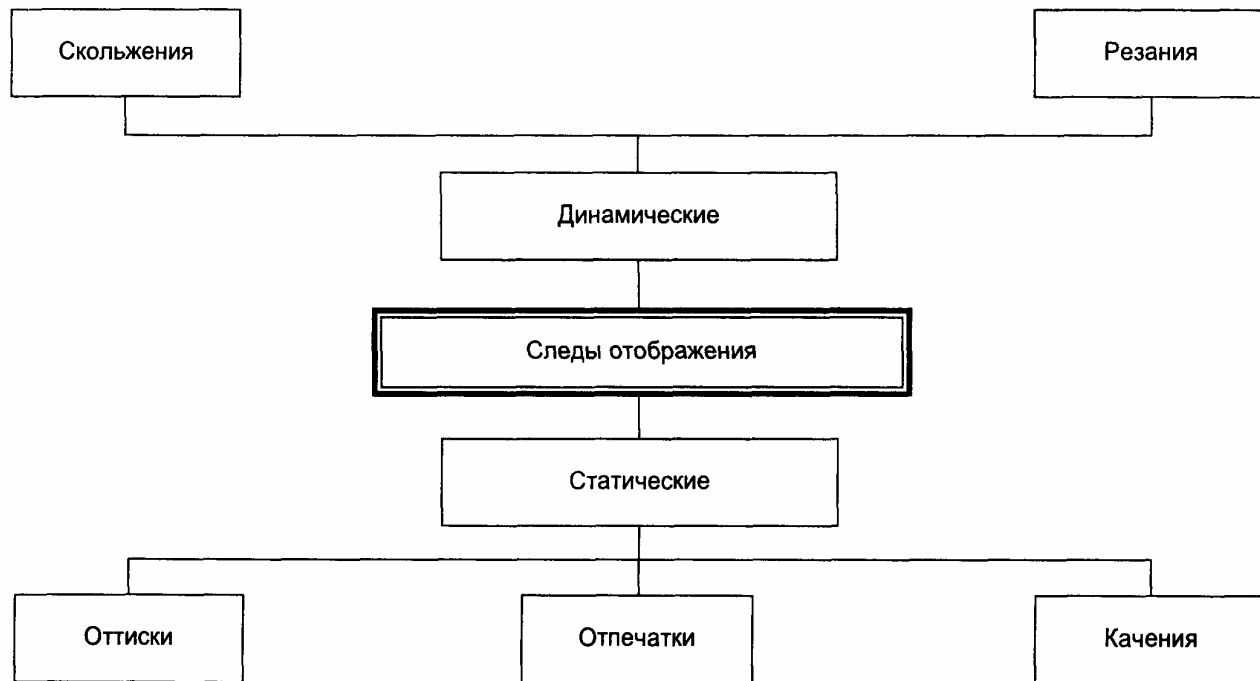 Скольжения
Резания
Динамические
Следы отображения
Статические
Оттиски
Отпечатки
Качения